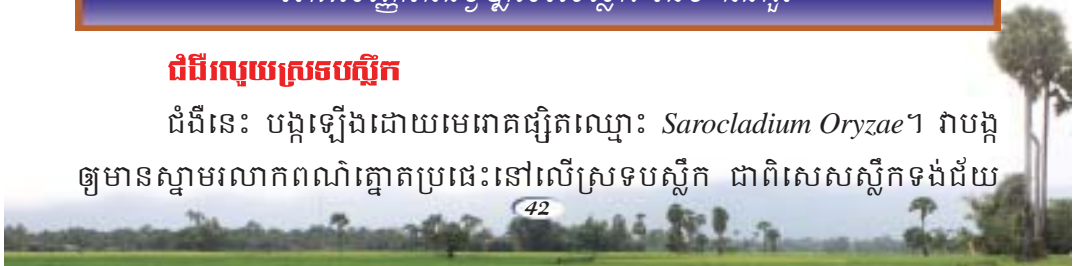 ជំងឺរលួយស្រទបស្លឹក
ជំងឺនេះ បង្កឡើងដោយមេរោគផ្សិតឈ្មោះ Sarocladium Oryzae។ វាបង្ក
ឲ្យមានស្នាមរលាកពណ៌ត្នោតប្រផេះនៅលើស្រទបស្លឹក ជាពិសេសស្លឹកទង់ជ័យ
42